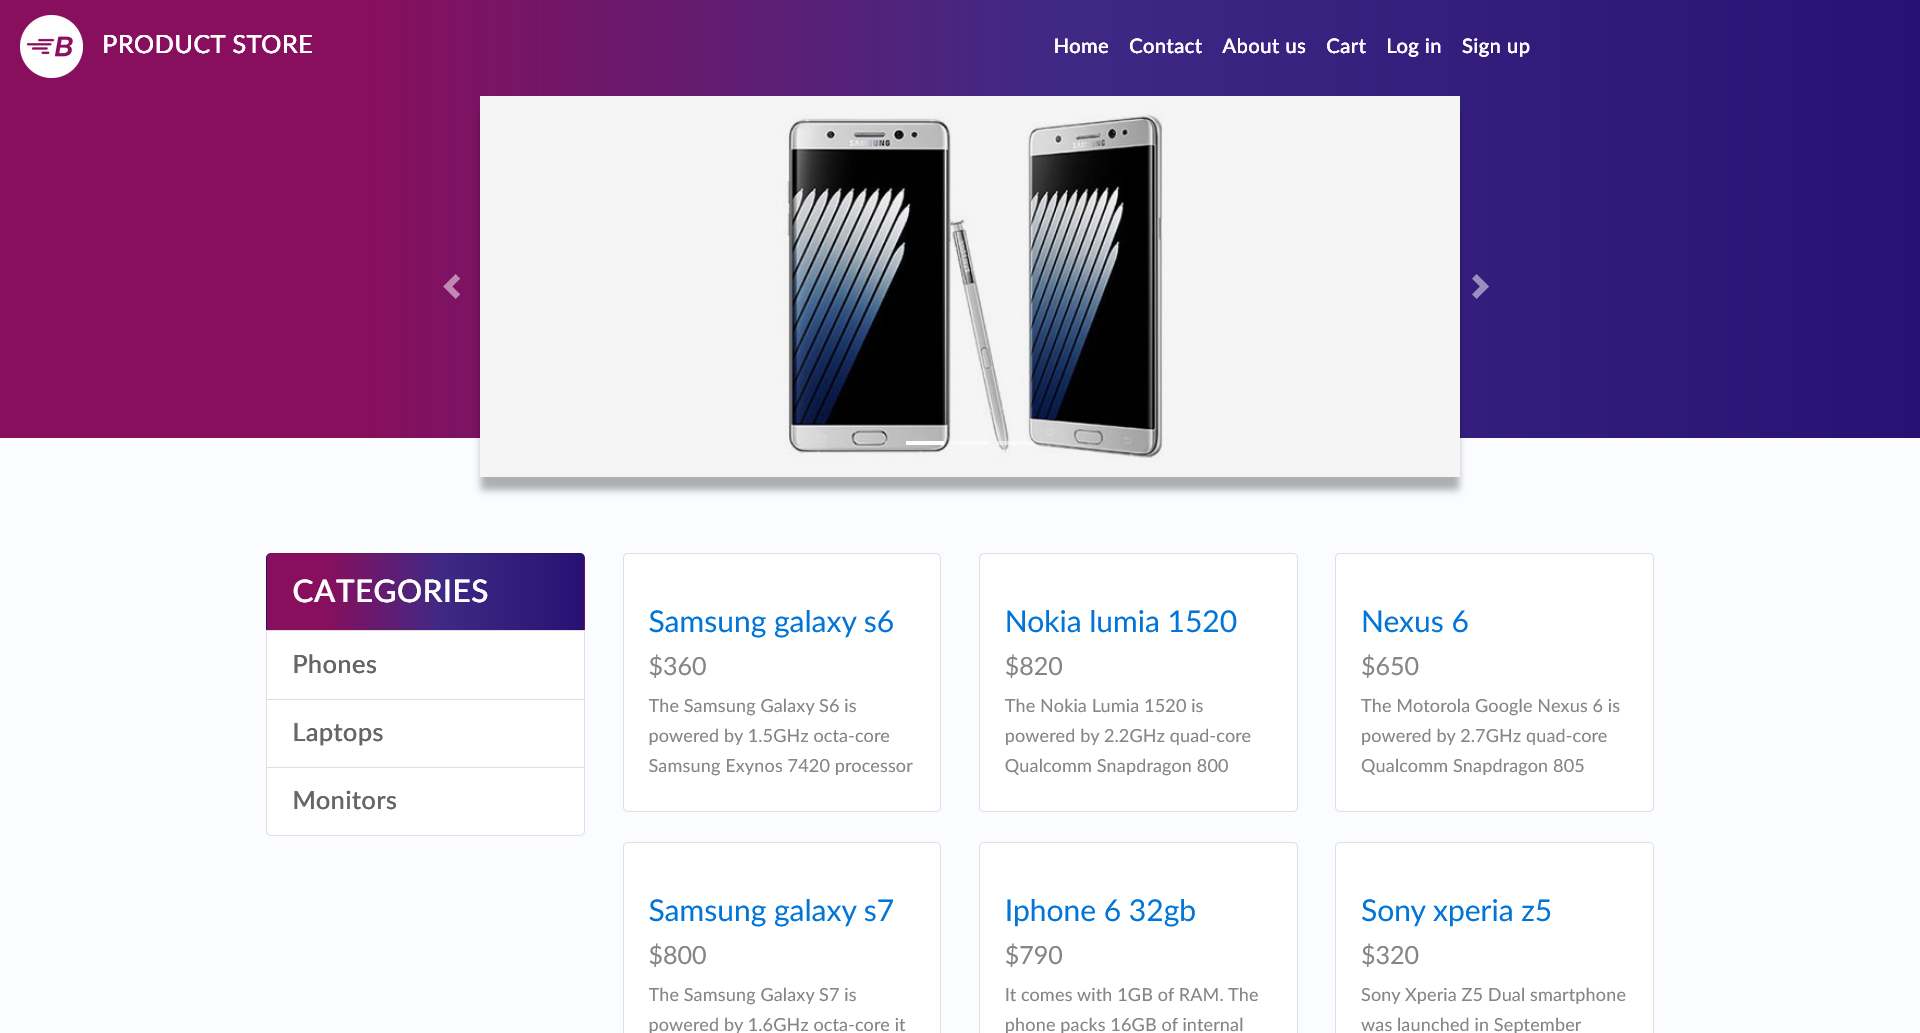 B PRODUCT STORE
Home Contact About us Cart Log in Sign up
SAMSUNG SAMSUNG
CATEGORIES
Phones
Laptops
Monitors
Samsung galaxy s6
$360
The Samsung Galaxy S6 is
powered by 1.5GHz octa-core
Samsung Exynos 7420 processor
Nokia lumia 1520
$820
The Nokia Lumia 1520 is
powered by 2.2GHz quad-core
Qualcomm Snapdragon 800
Nexus 6
$650
The Motorola Google Nexus 6 is
powered by 2.7GHz quad-core
Qualcomm Snapdragon 805
Samsung galaxy s7
$800
The Samsung Galaxy S7 is
powered by 1.6GHz octa-core it
Iphone 6 32gb
$790
It comes with 1GB of RAM. The
phone packs 16GB of internal
Sony xperia z5
$320
Sony Xperia Z5 Dual smartphone
was launched in September